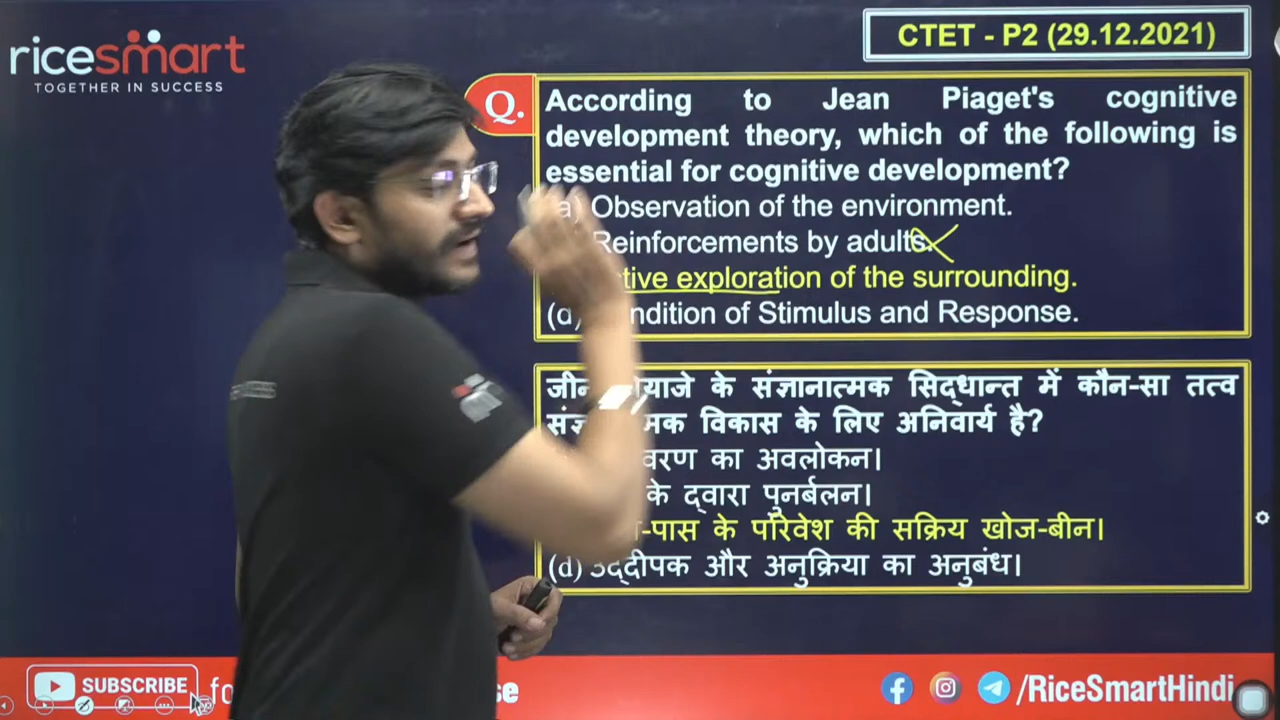 ricesmart
TOGETHER IN SUCCESS
CTET - P2 (29.12.2021)
Q.
According to Jean Piaget's cognitive
development theory, which of the following is
essential for cognitive development?
a) Observation of the environment.
Reinforcements by adults.
tive exploration of the surrounding.
(d) ndition of Stimulus and Response.
जीन याजे के संज्ञानात्मक सिद्धान्त में कौन-सा तत्व
संज्ञ मक विकास के लिए अनिवार्य है?
वरण का अवलोकन।
के द्वारा पुनर्बलन।
-पास के परिवेश की सक्रिय खोज-बीन।
(d) उद्दीपक और अनुक्रिया का अनुबंध।
SUBSCRIBE fo se
/RiceSmartHindi